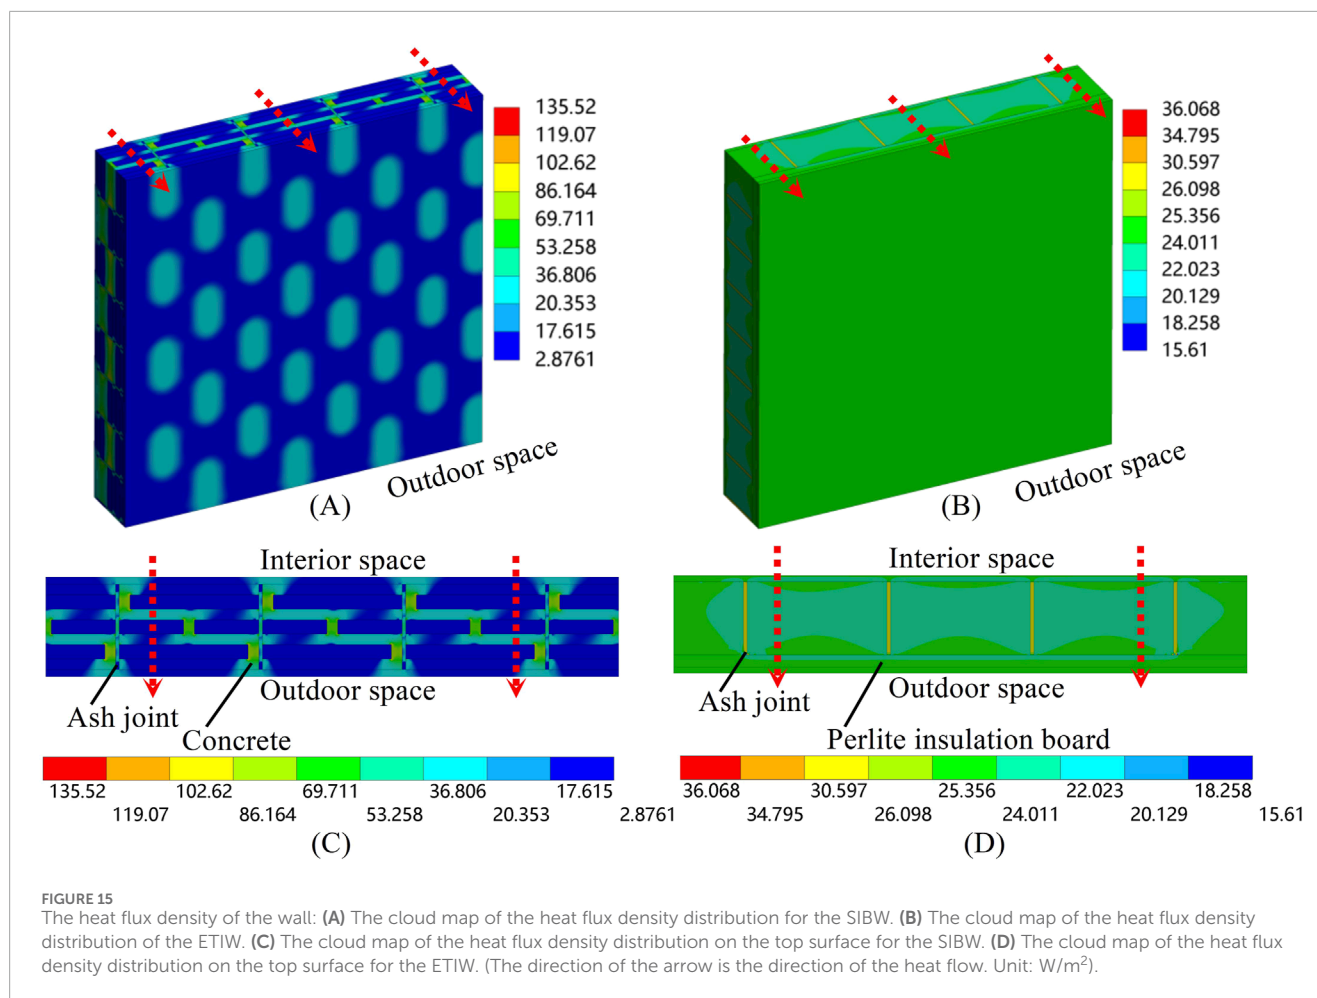 135.52
119.07
102.62
86.164
69.711
53.258
36.806
20.353
17.615
2.8761
Outdoor space
(A)
36.068
34.795
30.597
26.098
25.356
24.011
22.023
20.129
18.258
15.61
Outdoor space
(B)
Interior space
Outdoor space
Ash joint
Concrete
135.52 102.62 69.711 36.806 17.615
119.07 86.164 53.258 20.353 2.8761
(C)
Interior space
Outdoor space
Ash joint
Perlite insulation board
36.068 30.597 25.356 22.023 18.258
34.795 26.098 24.011 20.129 15.61
(D)
FIGURE 15
The heat flux density of the wall: (A) The cloud map of the heat flux density distribution for the SIBW. (B) The cloud map of the heat flux density
distribution of the ETIW. (C) The cloud map of the heat flux density distribution on the top surface for the SIBW. (D) The cloud map of the heat flux
density distribution on the top surface for the ETIW. (The direction of the arrow is the direction of the heat flow. Unit: W/m²).